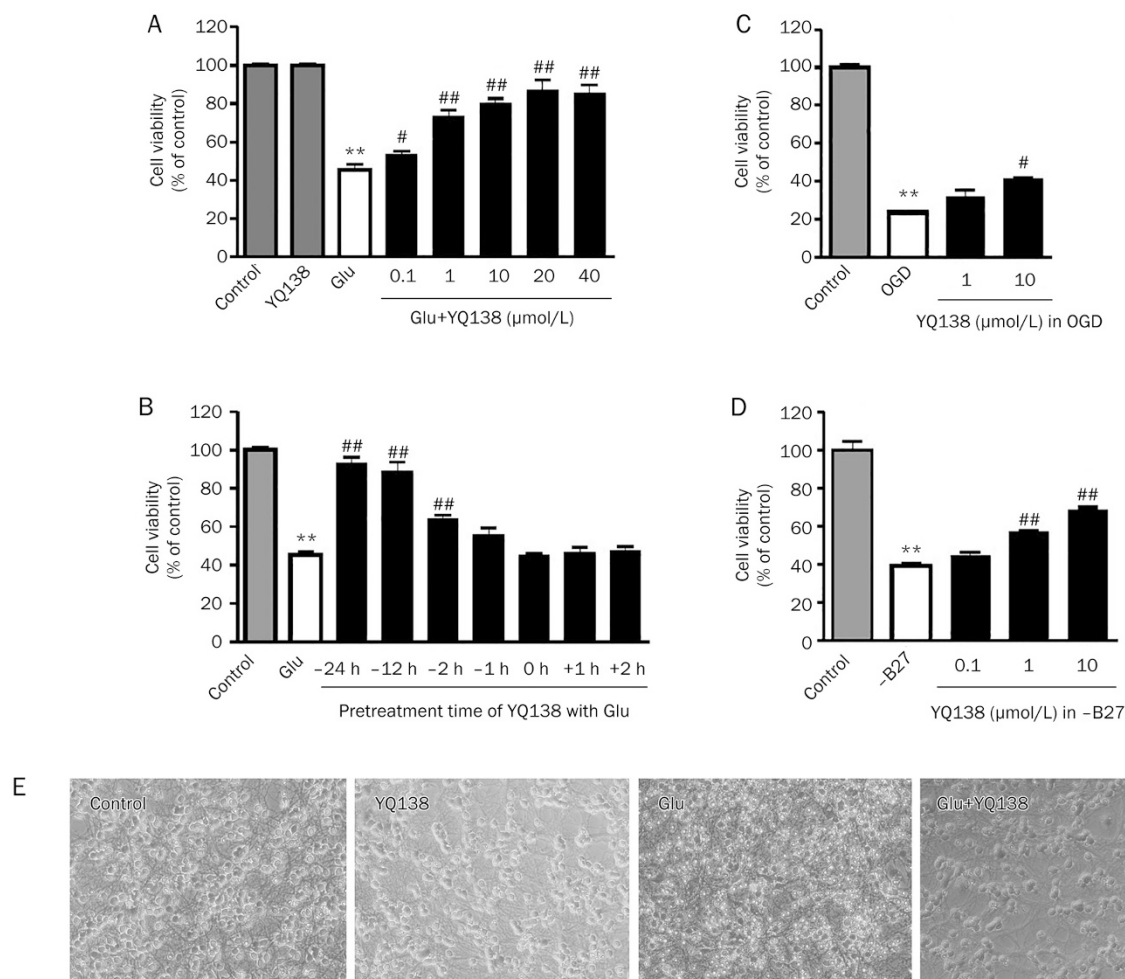 A
Cell viability
(% of control)
120
100
80
60
40
20
0
**
#
##
##
##
##
Control
YQ138
Glu
0.1 1 10 20 40
Glu+YQ138 (μmol/L)
C
Cell viability
(% of control)
120
100
80
60
40
20
0
**
#
Control
OGD
1 10
YQ138 (μmol/L) in OGD
B
Cell viability
(% of control)
120
100
80
60
40
20
0
**
##
##
##
Control
Glu
–24 h –12 h –2 h –1 h 0 h +1 h +2 h
Pretreatment time of YQ138 with Glu
D
Cell viability
(% of control)
120
100
80
60
40
20
0
**
##
##
Control
–B27
0.1 1 10
YQ138 (μmol/L) in –B27
E
Control
YQ138
Glu
Glu+YQ138